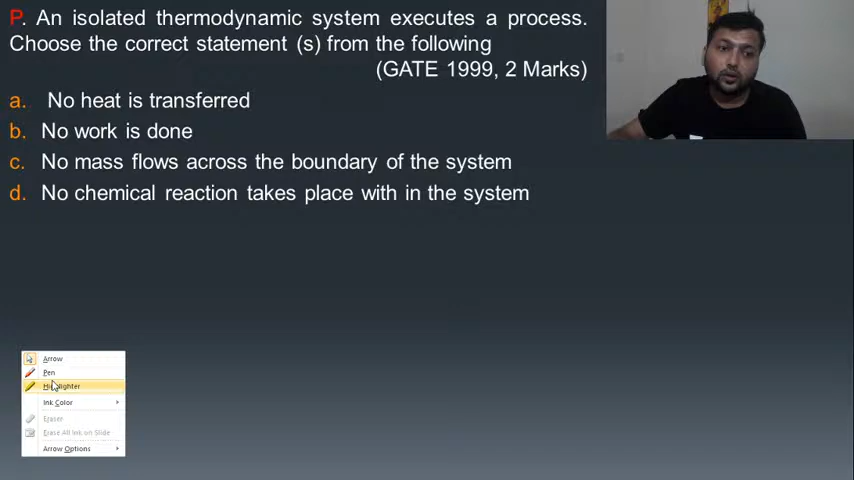 P. An isolated thermodynamic system executes a process.
Choose the correct statement (s) from the following
(GATE 1999, 2 Marks)
a. No heat is transferred
b. No work is done
c. No mass flows across the boundary of the system
d. No chemical reaction takes place with in the system
Arrow
Pen
Highlighter
Ink Color
Eraser
Erase All Ink on Slide
Arrow Options